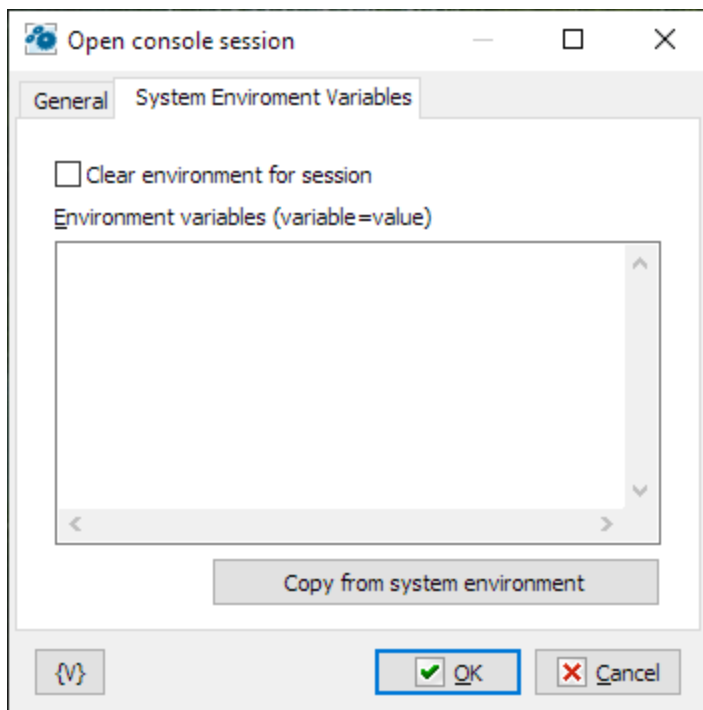 Open console session
General
System Enviroment Variables
Clear environment for session
Environment variables (variable=value)
Copy from system environment
{V}
OK
Cancel